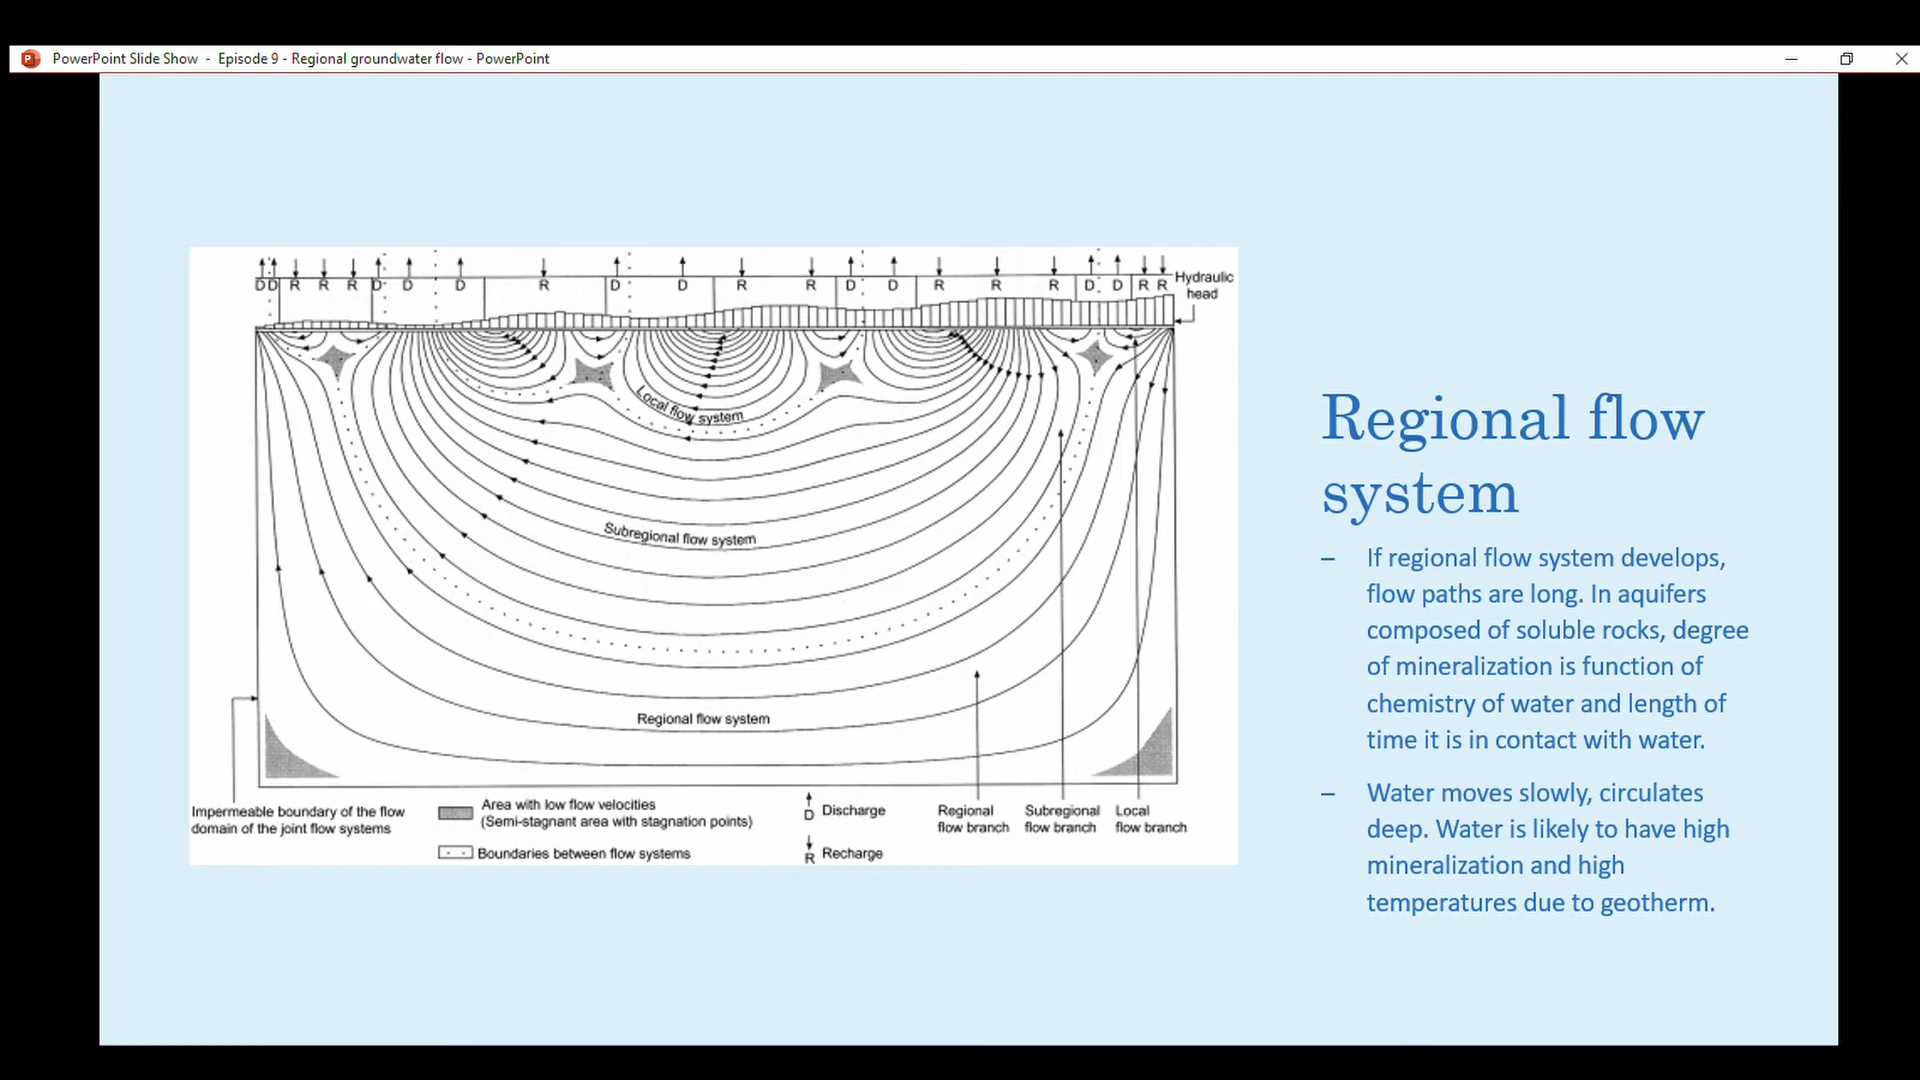 PowerPoint Slide Show - Episode 9 - Regional groundwater flow - PowerPoint
D D R R R D D D R D D R R D D R R R D D R R
Hydraulic
head
Local flow system
Subregional flow system
Regional flow system
Impermeable boundary of the flow
domain of the joint flow systems
Area with low flow velocities
(Semi-stagnant area with stagnation points)
Boundaries between flow systems
D Discharge
R Recharge
Regional
flow branch
Subregional
flow branch
Local
flow branch
Regional flow
system
– If regional flow system develops,
flow paths are long. In aquifers
composed of soluble rocks, degree
of mineralization is function of
chemistry of water and length of
time it is in contact with water.
– Water moves slowly, circulates
deep. Water is likely to have high
mineralization and high
temperatures due to geotherm.